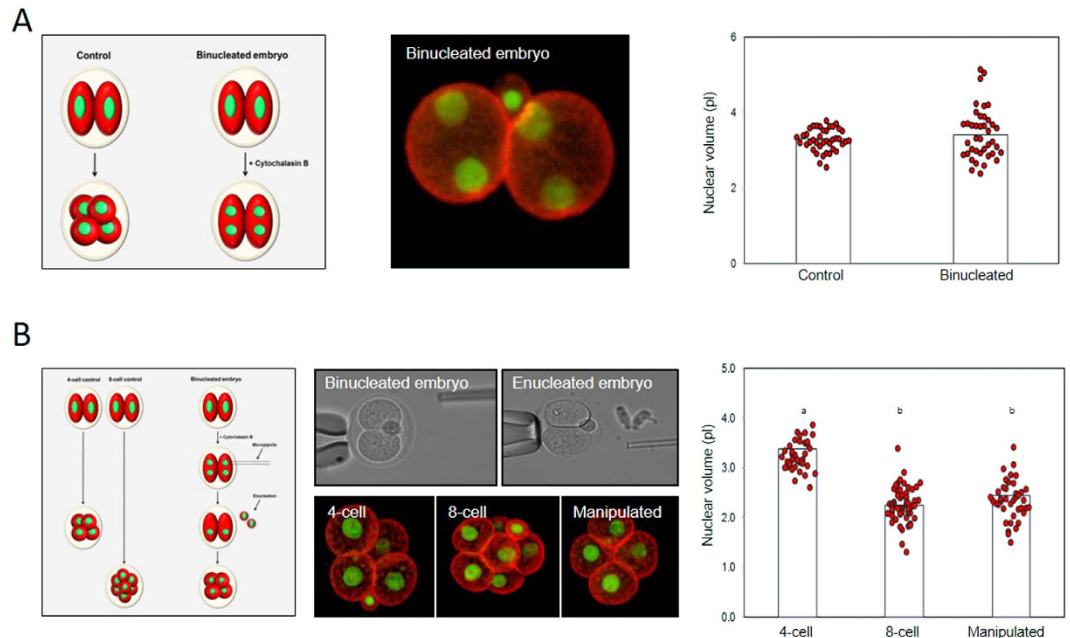 A
Control
Binucleated embryo
+ Cytochalasin B
Binucleated embryo
Nuclear volume (pl)
6
4
2
0
Control
Binucleated
B
4-cell control
8-cell control
Binucleated embryo
+ Cytochalasin B
Micropipette
Enucleation
Binucleated embryo
Enucleated embryo
4-cell
8-cell
Manipulated
Nuclear volume (pl)
5.0
4.0
3.0
2.0
1.0
0.0
a
b
b
4-cell
8-cell
Manipulated